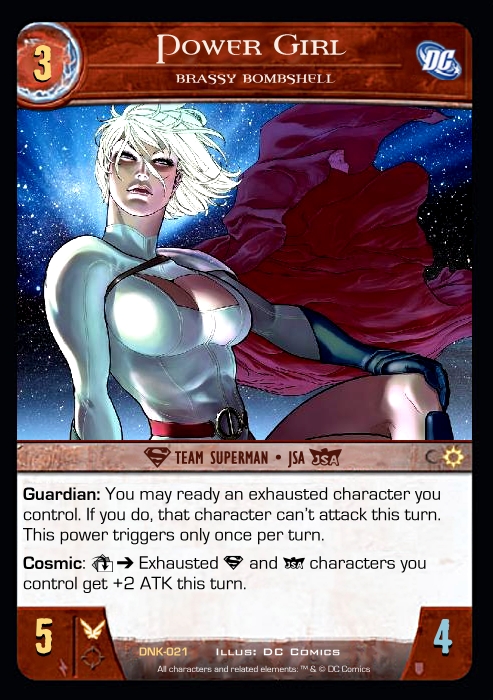 3
POWER GIRL
BRASSY BOMBSHELL
DC
TEAM SUPERMAN • JSA JSA
Guardian: You may ready an exhausted character you
control. If you do, that character can't attack this turn.
This power triggers only once per turn.
Cosmic: ➔ Exhausted S and JSA characters you
control get +2 ATK this turn.
5
DNK-021 ILLUS: DC COMICS
4
All characters and related elements: ™ & © DC Comics